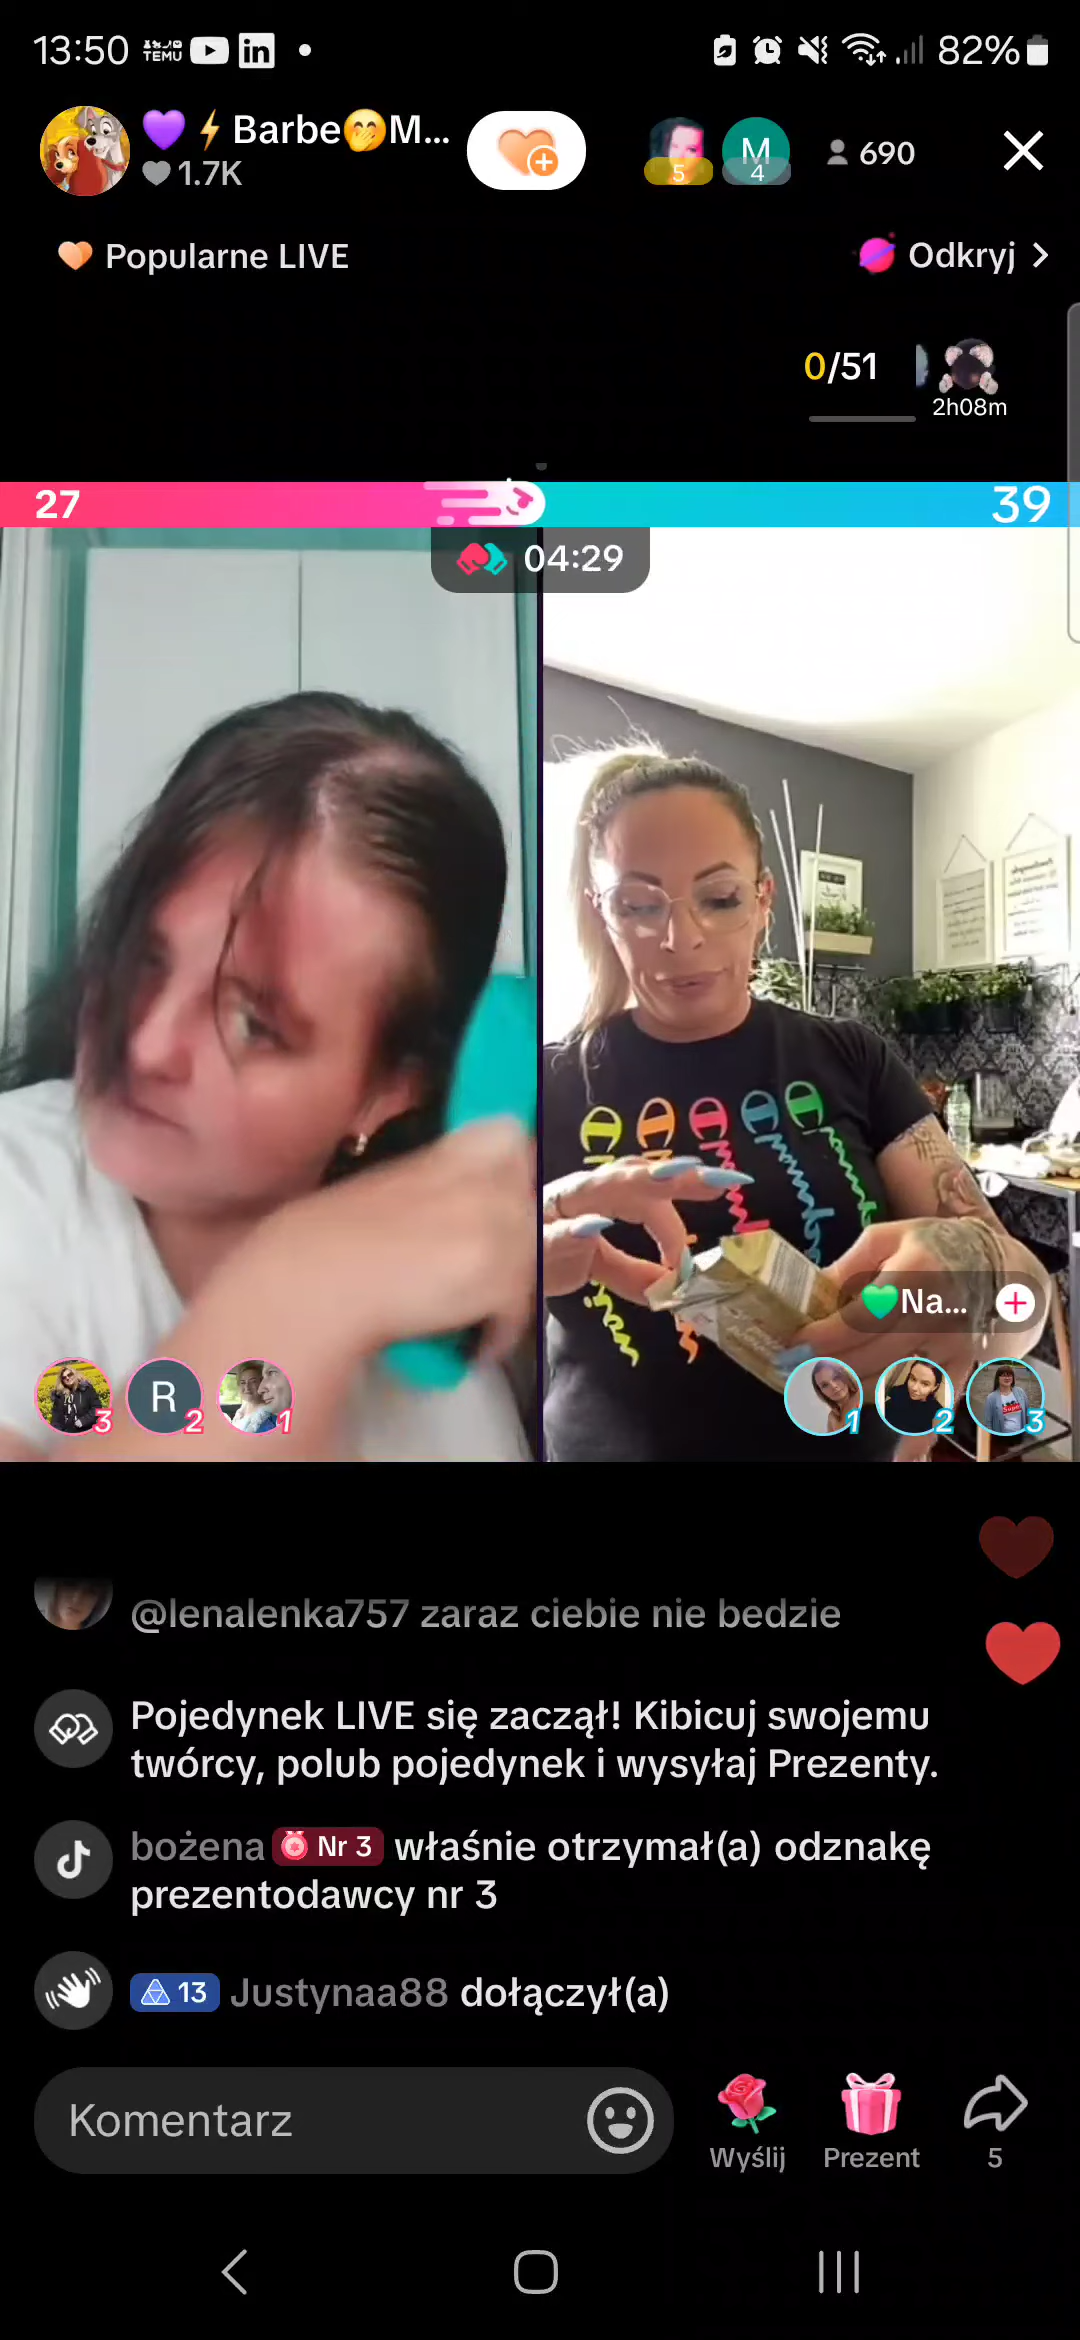 13:50 TEMU in 82%
💜⚡Barbe🤭M...
1.7K
5 M 4 690
Popularne LIVE Odkryj
0/51
2h08m
27 39
04:29
💚Na...
3 R 2 1 1 2 3
@lenalenka757 zaraz ciebie nie bedzie
Pojedynek LIVE się zaczął! Kibicuj swojemu
twórcy, polub pojedynek i wysyłaj Prezenty.
bożena Nr 3 właśnie otrzymał(a) odznakę
prezentodawcy nr 3
13 Justynaa88 dołączył(a)
Komentarz
Wyślij Prezent 5